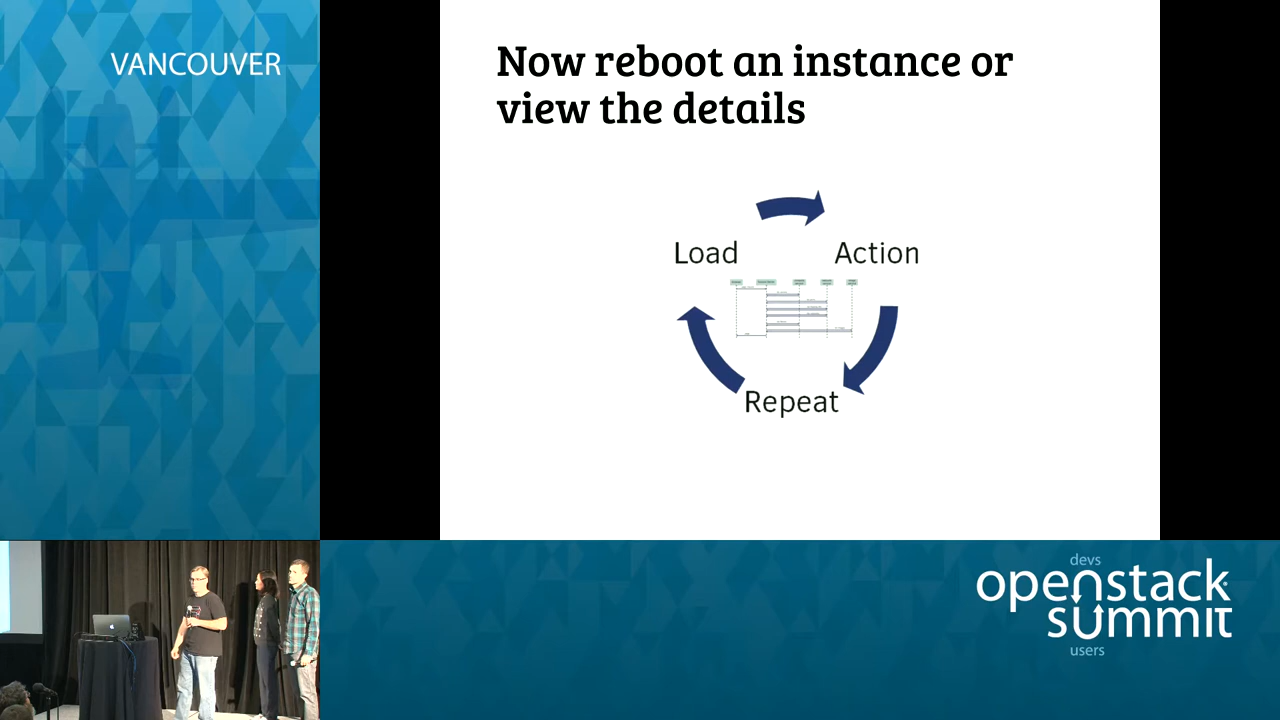 VANCOUVER
Now reboot an instance or
view the details
Load
Action
Repeat
devs
openstack
summit
users